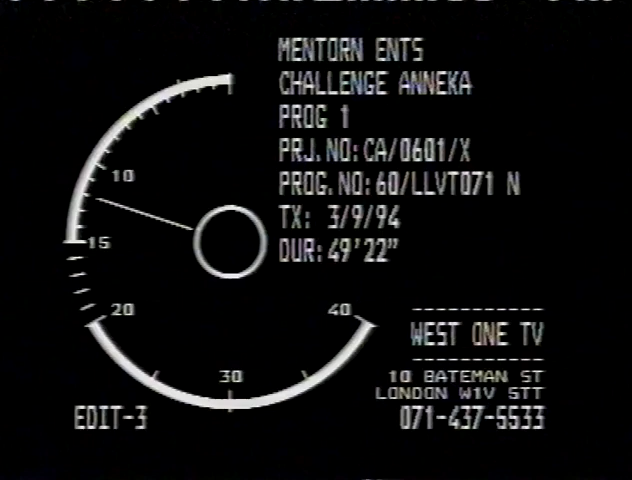 MENTORN ENTS
CHALLENGE ANNEKA
PROG 1
PRJ.NO:CA/0601/X
PROG.NO:60/LLVT071 N
TX: 3/9/94
DUR:49'22"
10
15
20
40
30
WEST ONE TV
10 BATEMAN ST
LONDON W1V 5TT
071-437-5533
EDIT-3